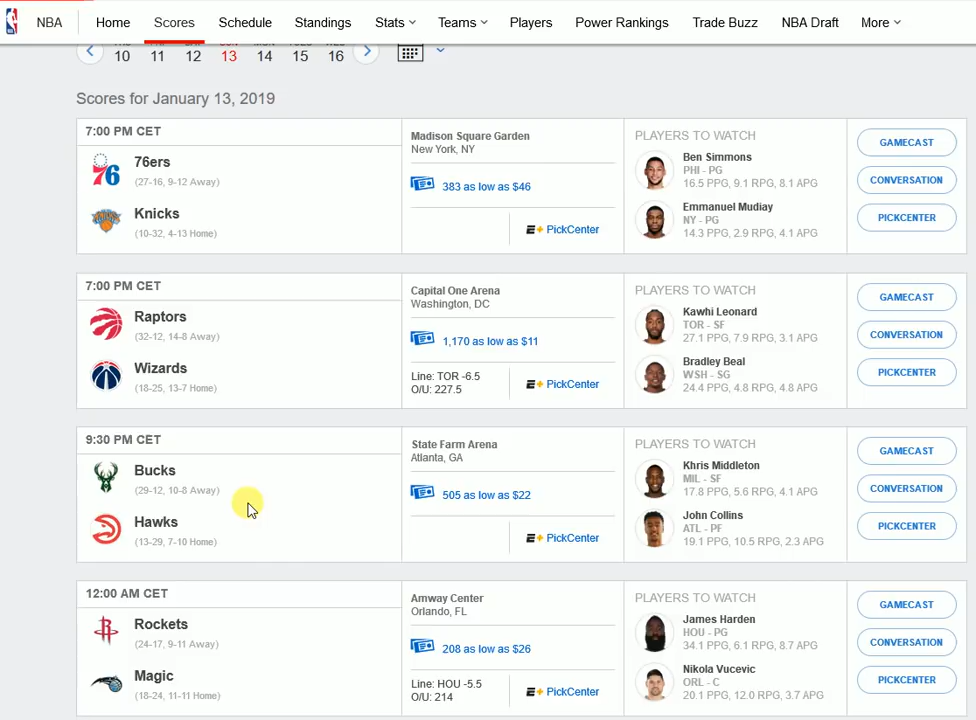 NBA Home Scores Schedule Standings Stats Teams Players Power Rankings Trade Buzz NBA Draft More
10 11 12 13 14 15 16
Scores for January 13, 2019
7:00 PM CET
76ers
(27-16, 9-12 Away)
Knicks
(10-32, 4-13 Home)
Madison Square Garden
New York, NY
383 as low as $46
E+ PickCenter
PLAYERS TO WATCH
Ben Simmons
PHI - PG
16.5 PPG, 9.1 RPG, 8.1 APG
Emmanuel Mudiay
NY - PG
14.3 PPG, 2.9 RPG, 4.1 APG
GAMECAST
CONVERSATION
PICKCENTER
7:00 PM CET
Raptors
(32-12, 14-8 Away)
Wizards
(18-25, 13-7 Home)
Capital One Arena
Washington, DC
1,170 as low as $11
Line: TOR -6.5
O/U: 227.5
E+ PickCenter
PLAYERS TO WATCH
Kawhi Leonard
TOR - SF
27.1 PPG, 7.9 RPG, 3.1 APG
Bradley Beal
WSH - SG
24.4 PPG, 4.8 RPG, 4.8 APG
GAMECAST
CONVERSATION
PICKCENTER
9:30 PM CET
Bucks
(29-12, 10-8 Away)
Hawks
(13-29, 7-10 Home)
State Farm Arena
Atlanta, GA
505 as low as $22
E+ PickCenter
PLAYERS TO WATCH
Khris Middleton
MIL - SF
17.8 PPG, 5.6 RPG, 4.1 APG
John Collins
ATL - PF
19.1 PPG, 10.5 RPG, 2.3 APG
GAMECAST
CONVERSATION
PICKCENTER
12:00 AM CET
Rockets
(24-17, 9-11 Away)
Magic
(18-24, 11-11 Home)
Amway Center
Orlando, FL
208 as low as $26
Line: HOU -5.5
O/U: 214
E+ PickCenter
PLAYERS TO WATCH
James Harden
HOU - PG
34.1 PPG, 6.1 RPG, 8.7 APG
Nikola Vucevic
ORL - C
20.1 PPG, 12.0 RPG, 3.7 APG
GAMECAST
CONVERSATION
PICKCENTER